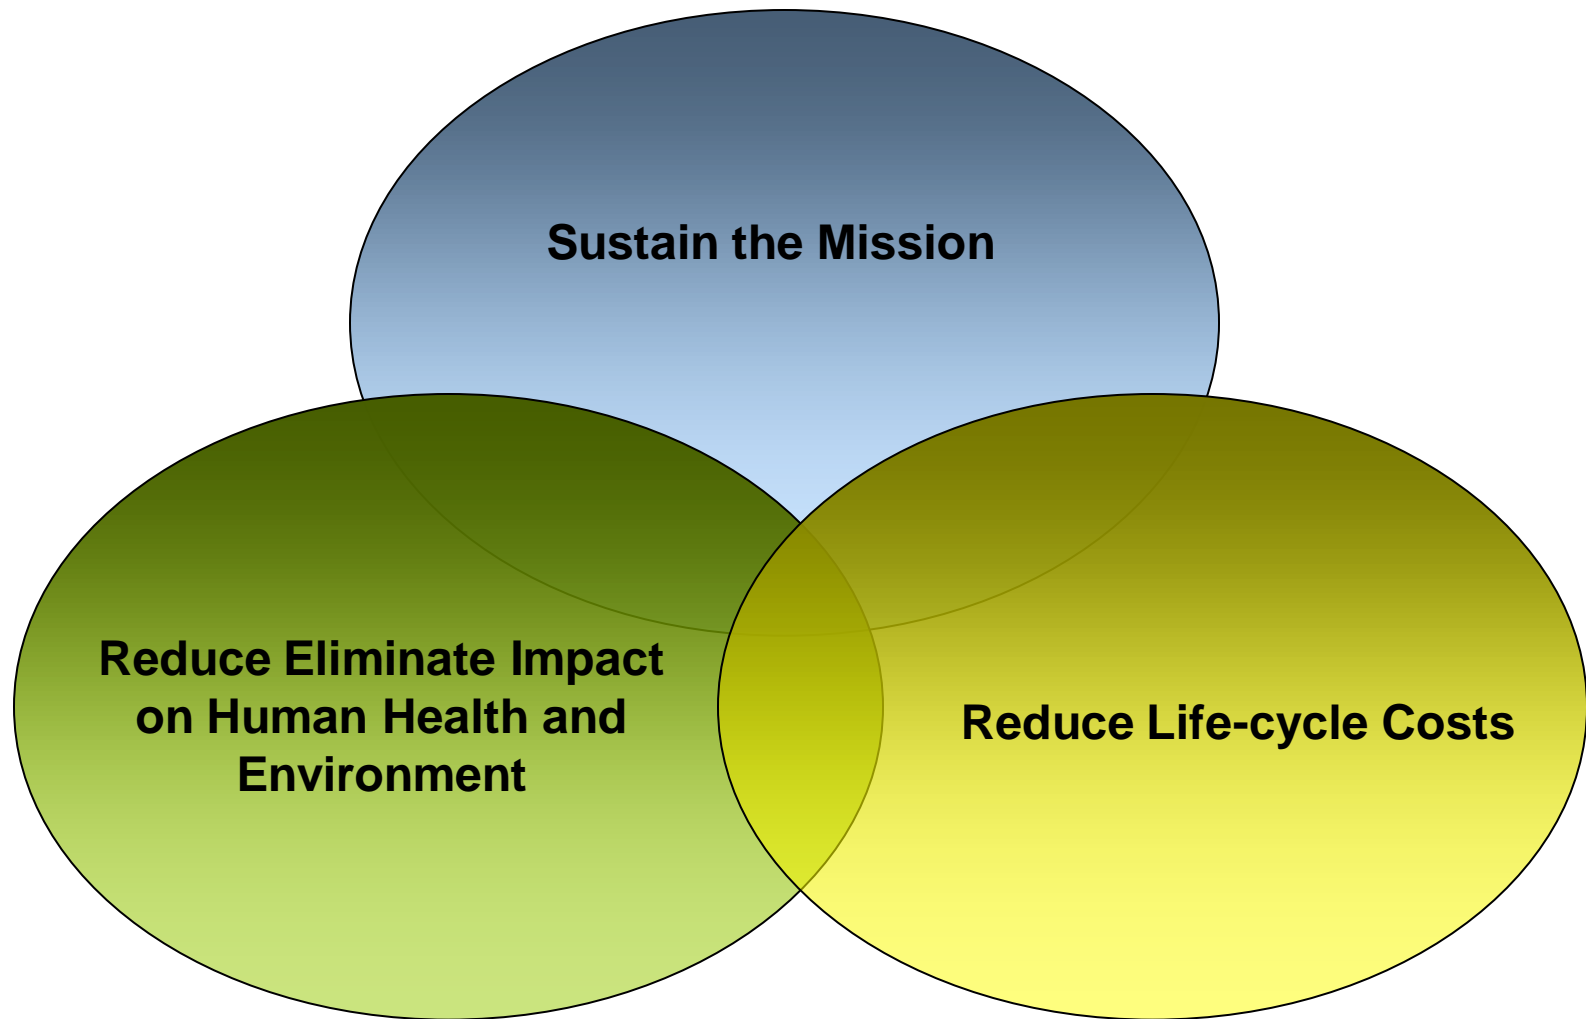 Sustain the Mission
Reduce Eliminate Impact
on Human Health and
Environment
Reduce Life-cycle Costs